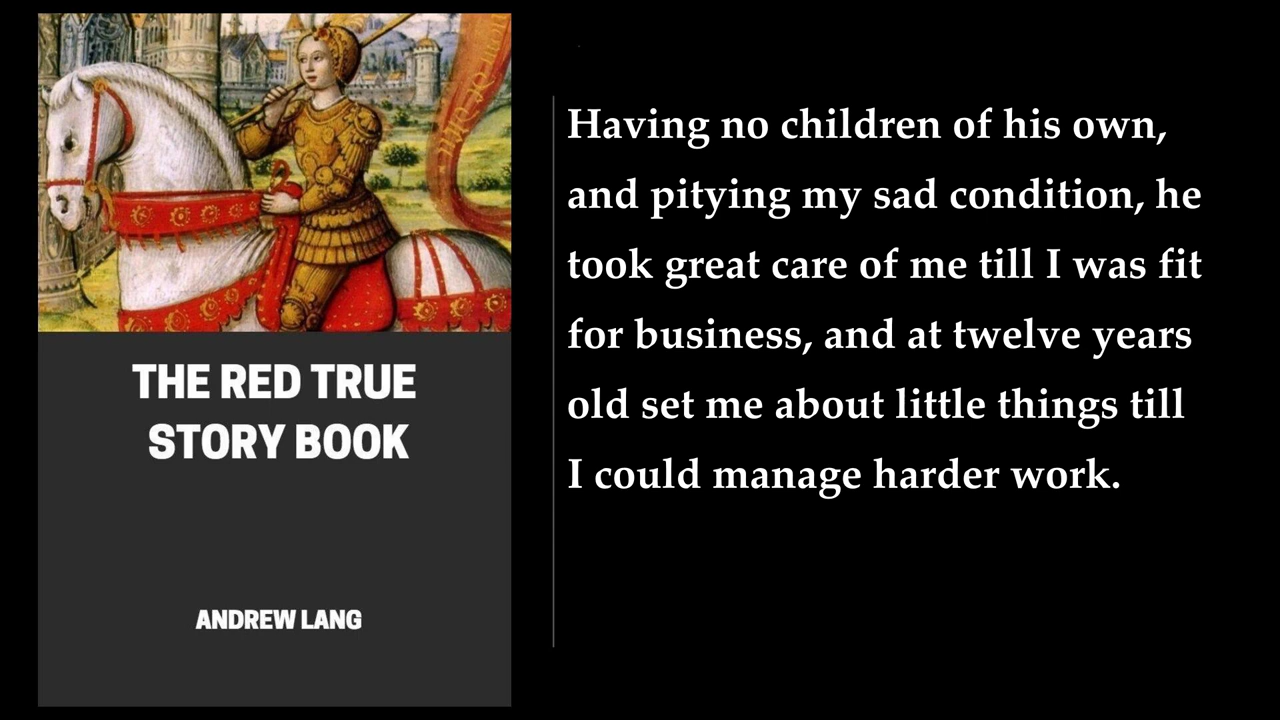 THE RED TRUE
STORY BOOK
ANDREW LANG
Having no children of his own,
and pitying my sad condition, he
took great care of me till I was fit
for business, and at twelve years
old set me about little things till
I could manage harder work.